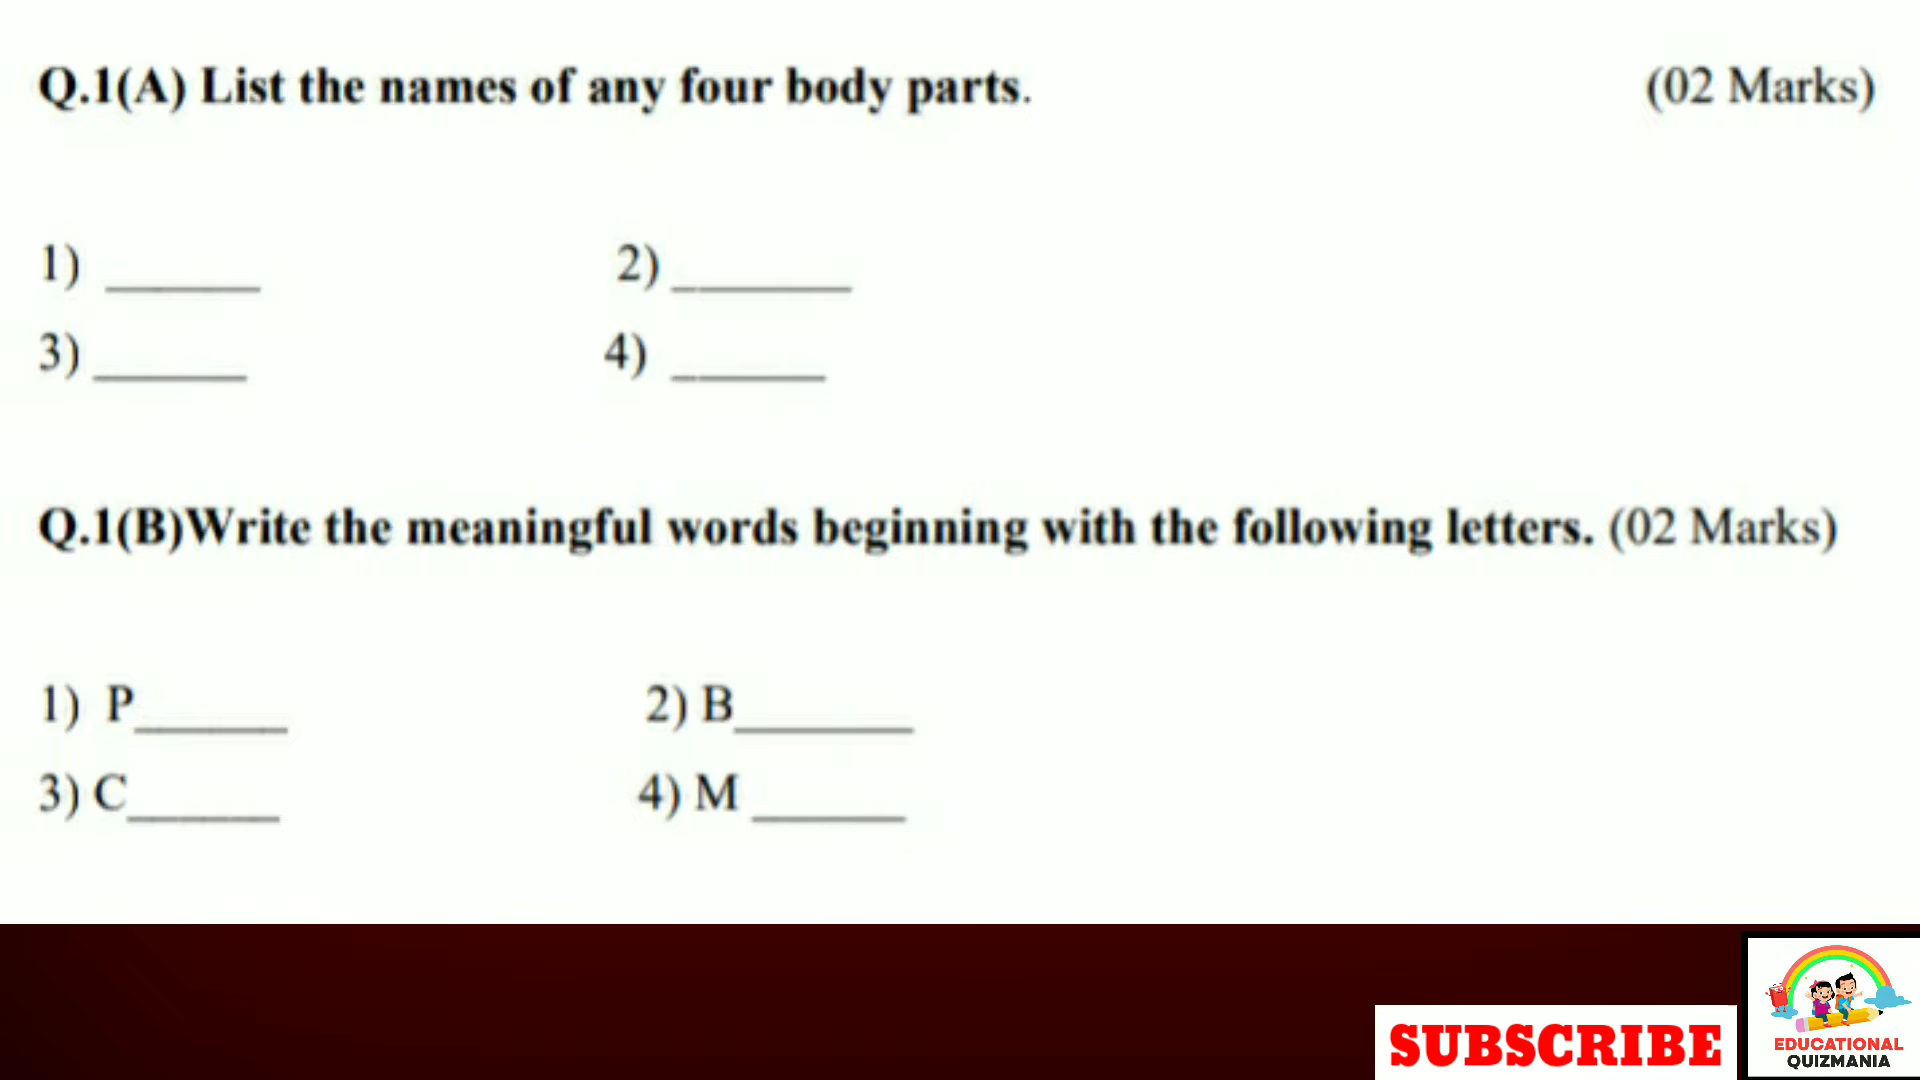 Q.1(A) List the names of any four body parts. (02 Marks)
1) ______ 2) _______
3) ______ 4) ______
Q.1(B)Write the meaningful words beginning with the following letters. (02 Marks)
1) P______ 2) B_______
3) C______ 4) M ______
SUBSCRIBE
EDUCATIONAL
QUIZMANIA